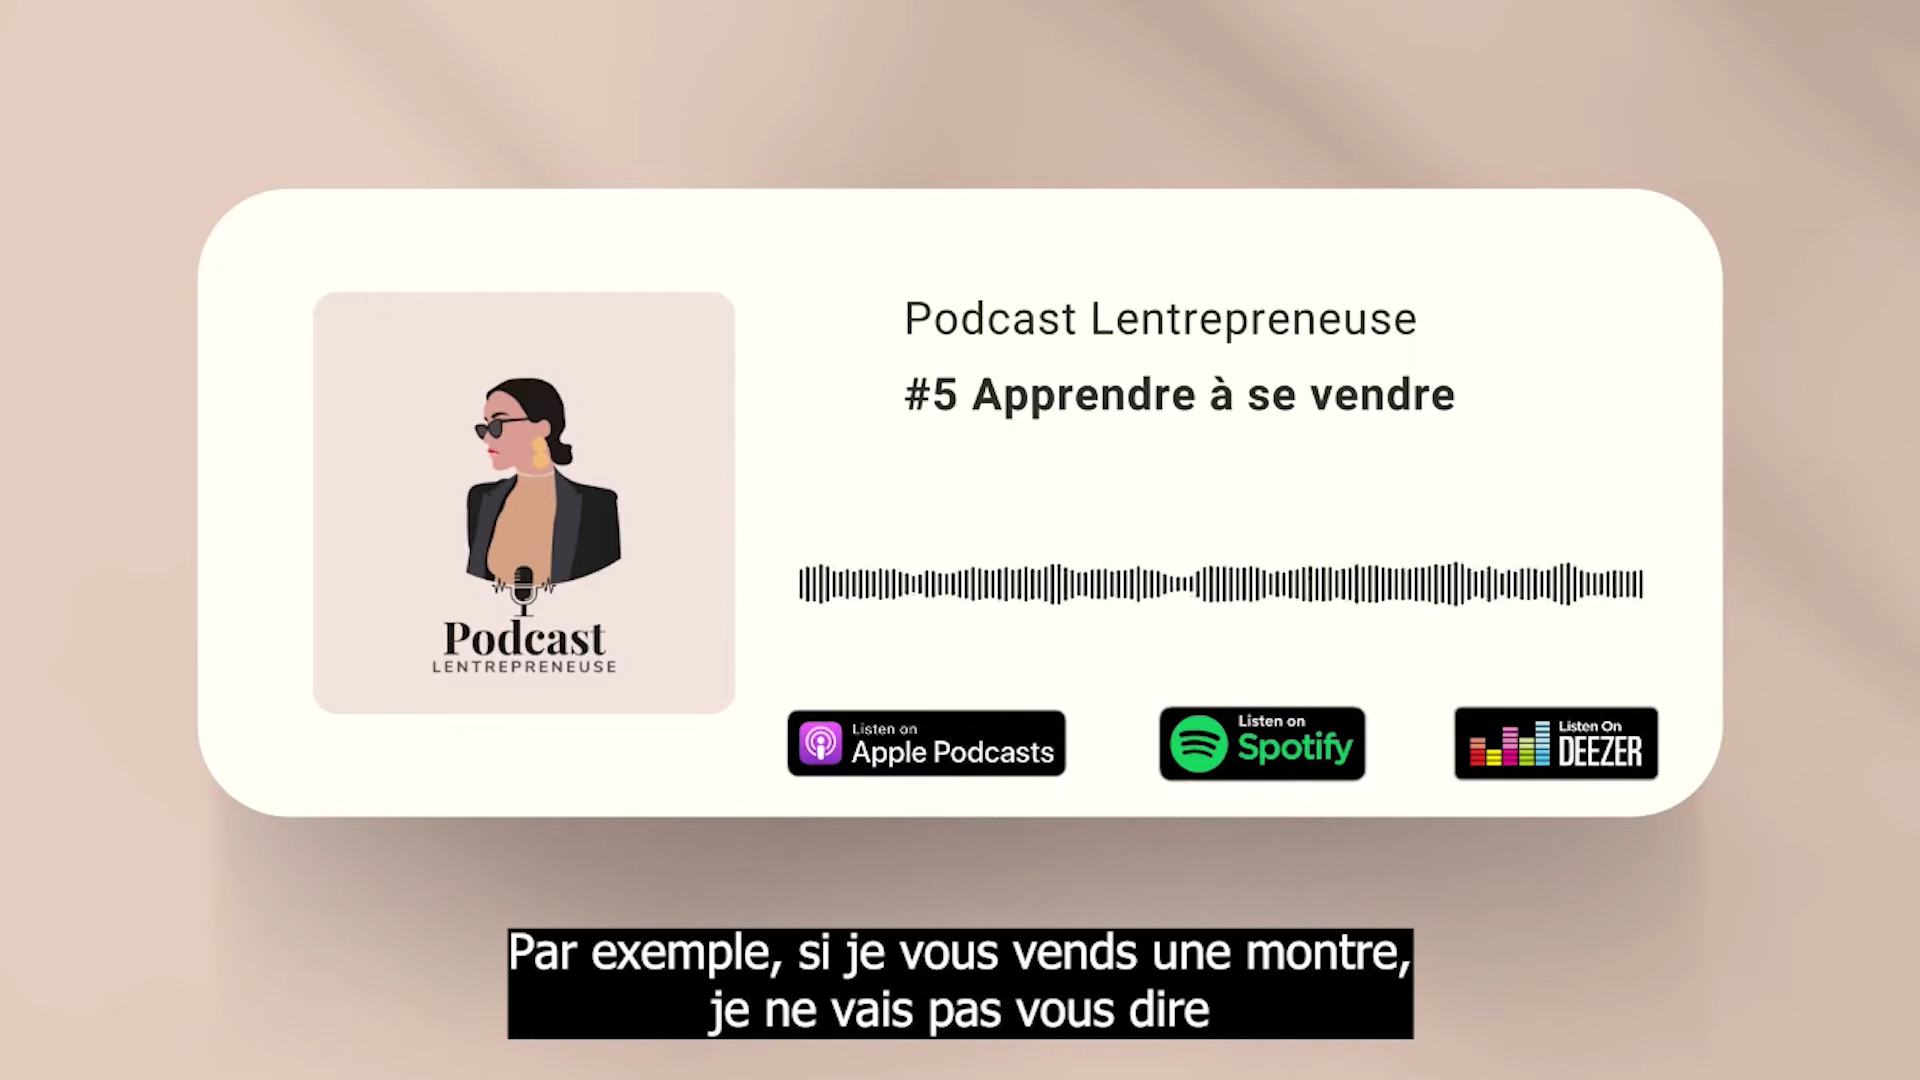 Podcast Lentrepreneuse
#5 Apprendre à se vendre
Podcast
LENTREPRENEUSE
Listen on
Apple Podcasts
Listen on
Spotify
Listen On
DEEZER
Par exemple, si je vous vends une montre,
je ne vais pas vous dire